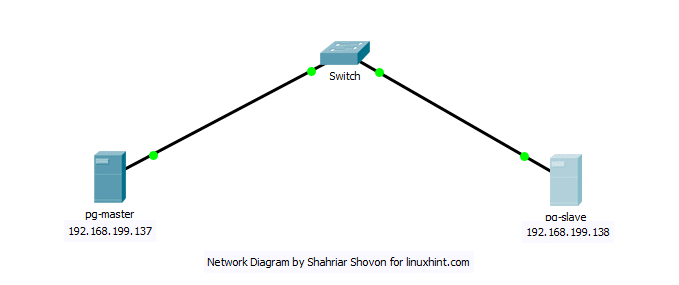 Switch
pg-master
192.168.199.137
pg-slave
192.168.199.138
Network Diagram by Shahriar Shovon for linuxhint.com